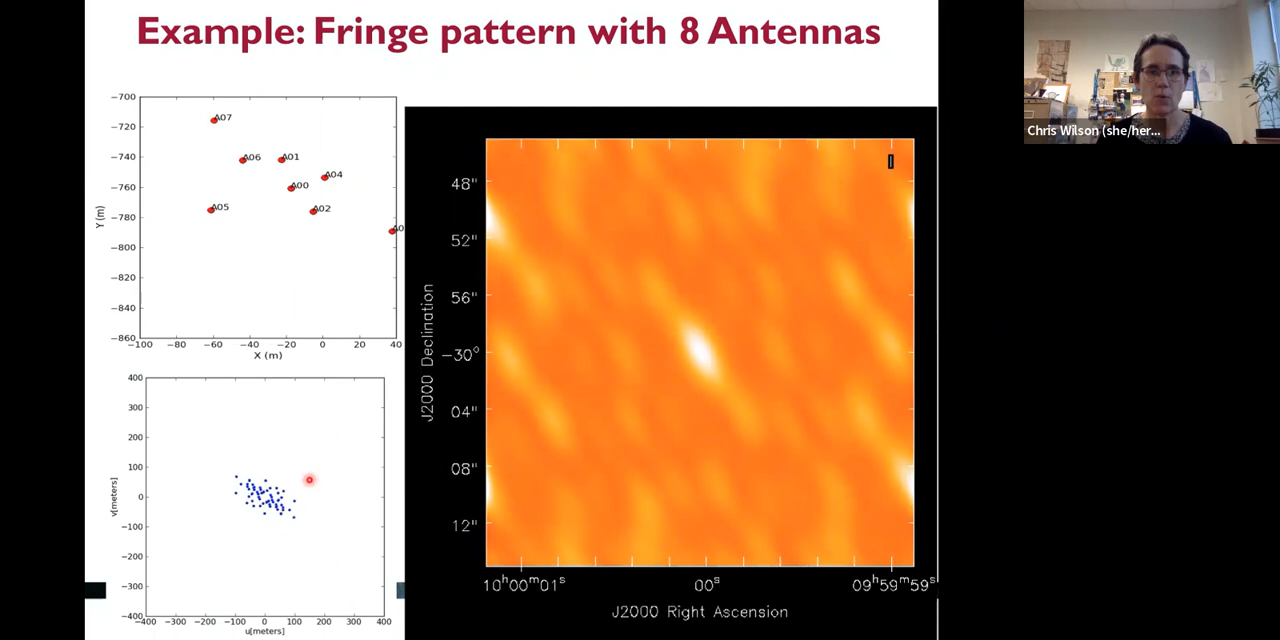 Example: Fringe pattern with 8 Antennas
Chris Wilson (she/her...
−700
−720
−740
−760
−780
−800
−820
−840
−860
Y (m)
A07
A06
A01
A04
A00
A05
A02
A0
−100 −80 −60 −40 −20 0 20 40
X (m)
400
300
200
100
0
−100
−200
−300
−400
v[meters]
−400 −300 −200 −100 0 100 200 300 400
u[meters]
J2000 Declination
48"
52"
56"
−30°
04"
08"
12"
10ʰ00ᵐ01ˢ 00ˢ 09ʰ59ᵐ59ˢ
J2000 Right Ascension